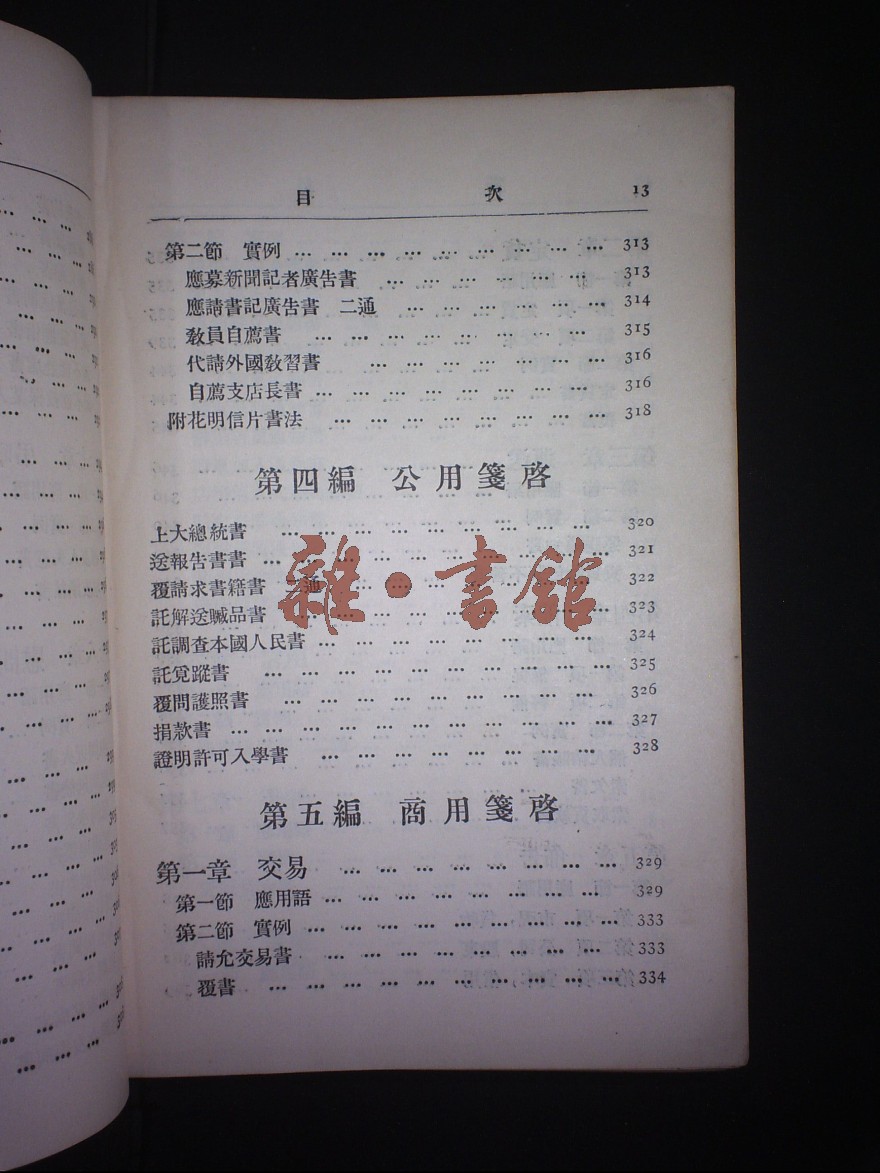 目次 13
第二節 實例 … … … … … … … … … 313
應募新聞記者廣告書 … … … … … … 313
應請書記廣告書 二通 … … … … … … 314
敎員自薦書 … … … … … … … … 315
代請外國敎習書 … … … … … … … 316
自薦支店長書 … … … … … … … … 316
附花明信片書法 … … … … … … … … 318
第四編 公用箋啓
上大總統書 … … … … … … … … … 320
送報告書書 … … … … … … … … … 321
覆請求書籍書 二通 … … … … … … … 322
託解送贓品書 … … … … … … … … 323
託調查本國人民書 … … … … … … … … 324
託覓蹤書 … … … … … … … … … 325
覆問護照書 … … … … … … … … … 326
捐款書 … … … … … … … … … … 327
證明許可入學書 … … … … … … … 328
第五編 商用箋啓
第一章 交易 … … … … … … … … 329
第一節 應用語 … … … … … … … … 329
第二節 實例 … … … … … … … … … 333
請允交易書 … … … … … … … … 333
覆書 … … … … … … … … … … 334
雜·書館